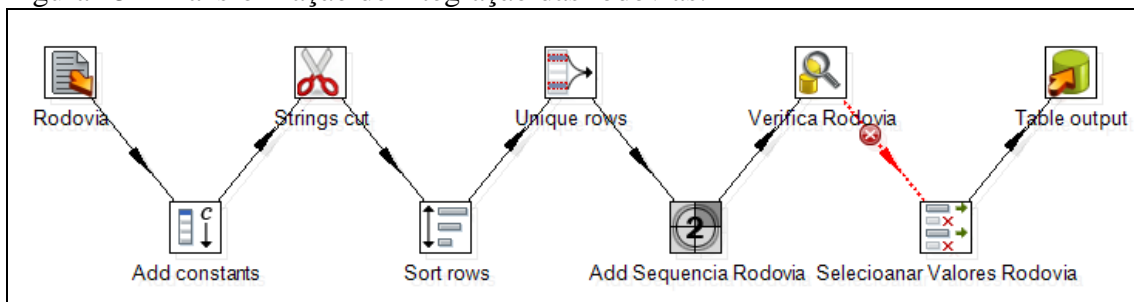 Rodovia
Strings cut
Unique rows
Verifica Rodovia
Table output
c
2
Add constants
Sort rows
Add Sequencia Rodovia
Selecioanar Valores Rodovia